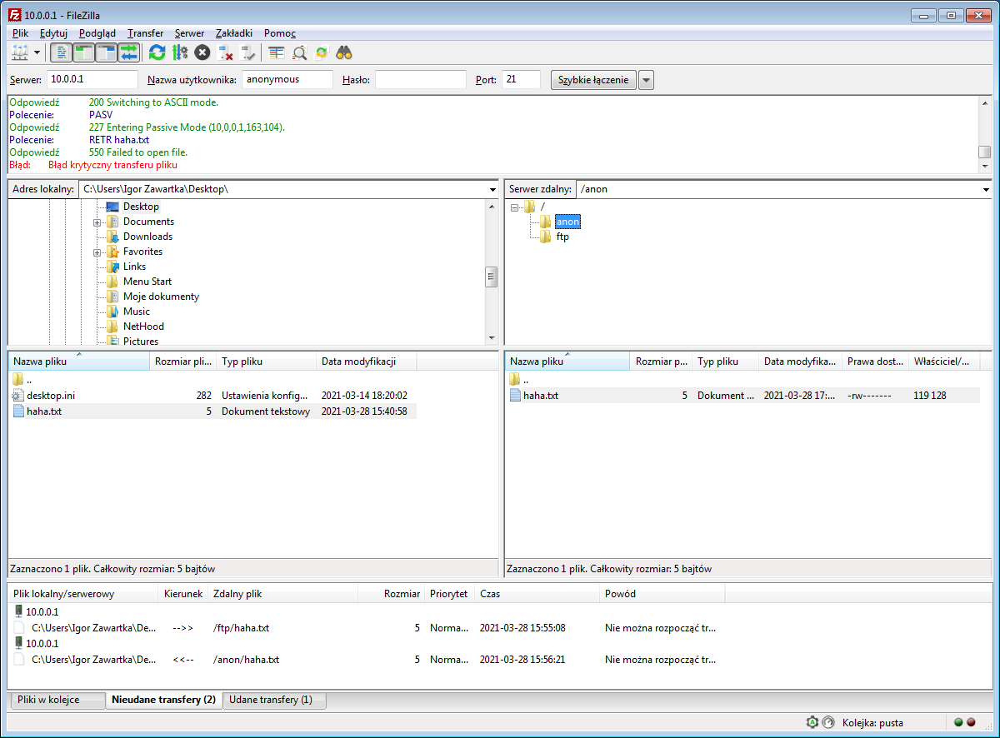 10.0.0.1 - FileZilla
Plik Edytuj Podgląd Transfer Serwer Zakładki Pomoc
Serwer: 10.0.0.1 Nazwa użytkownika: anonymous Hasło: Port: 21 Szybkie łączenie
Odpowiedź 200 Switching to ASCII mode.
Polecenie: PASV
Odpowiedź 227 Entering Passive Mode (10,0,0,1,163,104).
Polecenie: RETR haha.txt
Odpowiedź 550 Failed to open file.
Błąd: Błąd krytyczny transferu pliku
Adres lokalny: C:\Users\Igor Zawartka\Desktop\
Desktop
Documents
Downloads
Favorites
Links
Menu Start
Moje dokumenty
Music
NetHood
Pictures
Serwer zdalny: /anon
/
anon
ftp
Nazwa pliku Rozmiar pli... Typ pliku Data modyfikacji
..
desktop.ini 282 Ustawienia konfig... 2021-03-14 18:20:02
haha.txt 5 Dokument tekstowy 2021-03-28 15:40:58
Zaznaczono 1 plik. Całkowity rozmiar: 5 bajtów
Nazwa pliku Rozmiar p... Typ pliku Data modyfika... Prawa dost... Właściciel/...
..
haha.txt 5 Dokument ... 2021-03-28 17:... -rw------- 119 128
Zaznaczono 1 plik. Całkowity rozmiar: 5 bajtów
Plik lokalny/serwerowy Kierunek Zdalny plik Rozmiar Priorytet Czas Powód
10.0.0.1
C:\Users\Igor Zawartka\De... -->> /ftp/haha.txt 5 Norma... 2021-03-28 15:55:08 Nie można rozpocząć tr...
10.0.0.1
C:\Users\Igor Zawartka\De... <<-- /anon/haha.txt 5 Norma... 2021-03-28 15:56:21 Nie można rozpocząć tr...
Pliki w kolejce Nieudane transfery (2) Udane transfery (1)
Kolejka: pusta